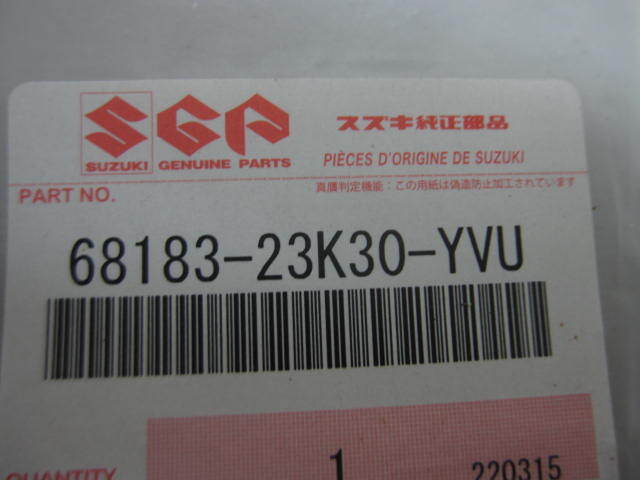 SGP スズキ純正部品
SUZUKI GENUINE PARTS PIÈCES D'ORIGINE DE SUZUKI
PART NO. 真贋判定機能：この用紙は偽造防止加工されています
68183-23K30-YVU
QUANTITY 1 220315